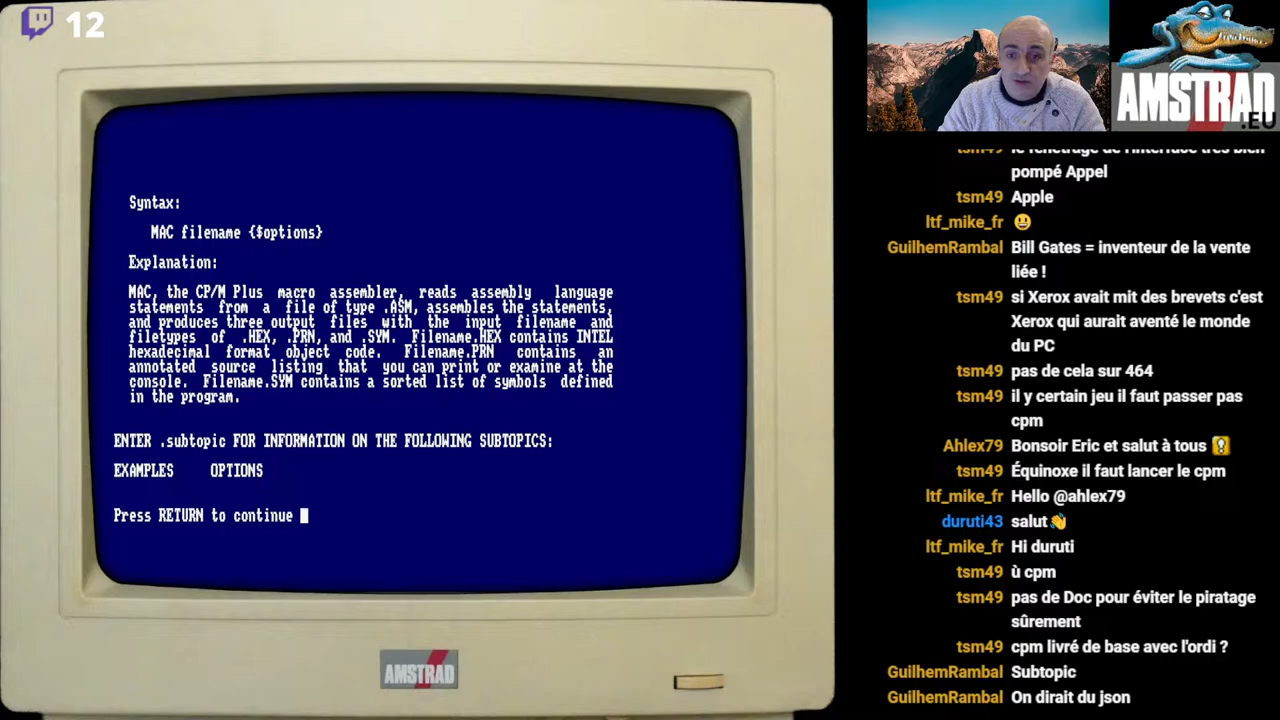 12
Syntax:
MAC filename {$options}
Explanation:
MAC, the CP/M Plus macro assembler, reads assembly language
statements from a file of type .ASM, assembles the statements,
and produces three output files with the input filename and
filetypes of .HEX, .PRN, and .SYM. Filename.HEX contains INTEL
hexadecimal format object code. Filename.PRN contains an
annotated source listing that you can print or examine at the
console. Filename.SYM contains a sorted list of symbols defined
in the program.
ENTER .subtopic FOR INFORMATION ON THE FOLLOWING SUBTOPICS:
EXAMPLES OPTIONS
Press RETURN to continue
AMSTRAD
AMSTRAD
.EU
tsm49 le fenêtrage de l'interface très bien
pompé Appel
tsm49 Apple
ltf_mike_fr 😃
GuilhemRambal Bill Gates = inventeur de la vente
liée !
tsm49 si Xerox avait mit des brevets c'est
Xerox qui aurait aventé le monde
du PC
tsm49 pas de cela sur 464
tsm49 il y certain jeu il faut passer pas
cpm
Ahlex79 Bonsoir Eric et salut à tous
tsm49 Équinoxe il faut lancer le cpm
ltf_mike_fr Hello @ahlex79
duruti43 salut👋
ltf_mike_fr Hi duruti
tsm49 ù cpm
tsm49 pas de Doc pour éviter le piratage
sûrement
tsm49 cpm livré de base avec l'ordi ?
GuilhemRambal Subtopic
GuilhemRambal On dirait du json